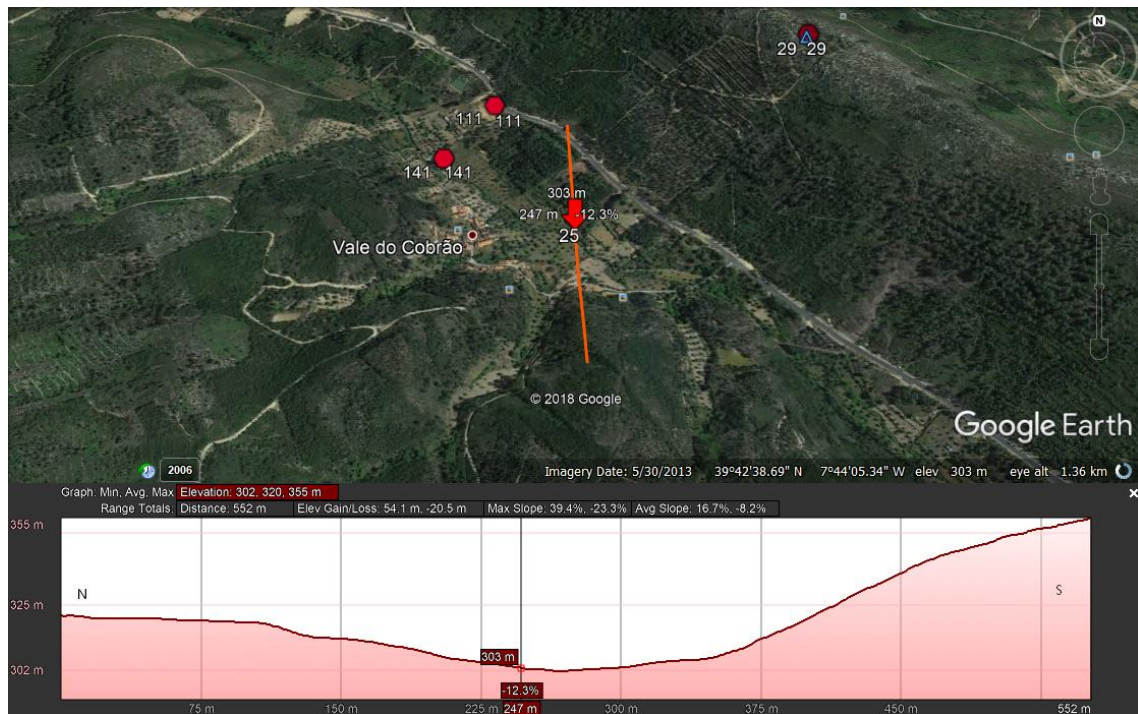 N
29 29
111 111
141 141
303 m
247 m -12.3%
25
Vale do Cobrão
© 2018 Google
Google Earth
2006
Imagery Date: 5/30/2013 39°42'38.69" N 7°44'05.34" W elev 303 m eye alt 1.36 km
Graph: Min, Avg, Max Elevation: 302, 320, 355 m
Range Totals: Distance: 552 m Elev Gain/Loss: 54.1 m, -20.5 m Max Slope: 39.4%, -23.3% Avg Slope: 16.7%, -8.2%
355 m
N S
325 m
303 m
302 m
-12.3%
75 m 150 m 225 m 247 m 300 m 375 m 450 m 552 m